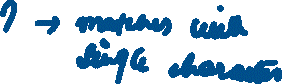 ? → matches with
single character